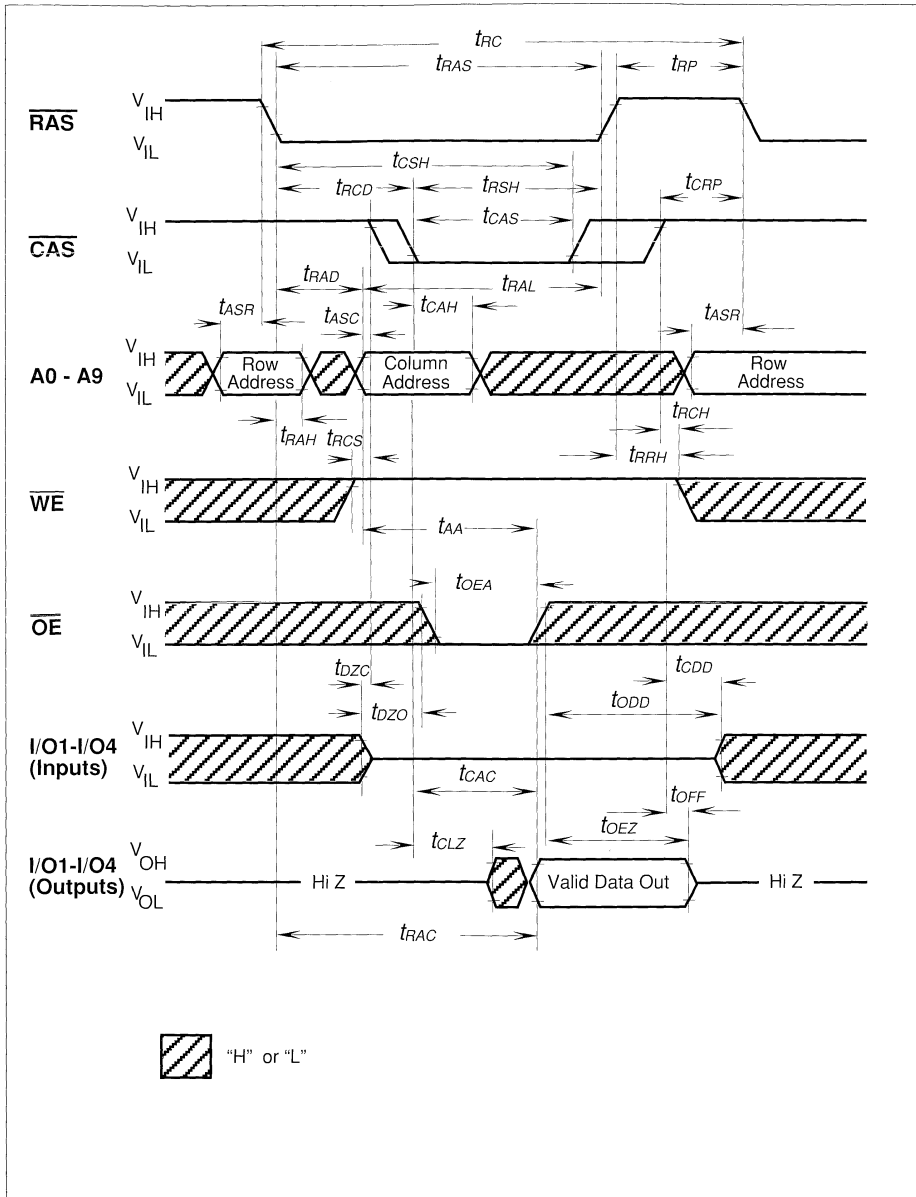 tRC
tRAS
tRP
RAS
VIH
VIL
tCSH
tRCD
tRSH
tCRP
tCAS
CAS
VIH
VIL
tRAD
tRAL
tASR
tASC
tCAH
tASR
A0 - A9
VIH
VIL
Row Address
Column Address
Row Address
tRAH
tRCS
tRCH
tRRH
WE
VIH
VIL
tAA
tOEA
OE
VIH
VIL
tDZC
tCDD
tDZO
tODD
I/O1-I/O4 (Inputs)
VIH
VIL
tCAC
tOFF
tCLZ
tOEZ
I/O1-I/O4 (Outputs)
VOH
VOL
Hi Z
Valid Data Out
Hi Z
tRAC
“H” or “L”